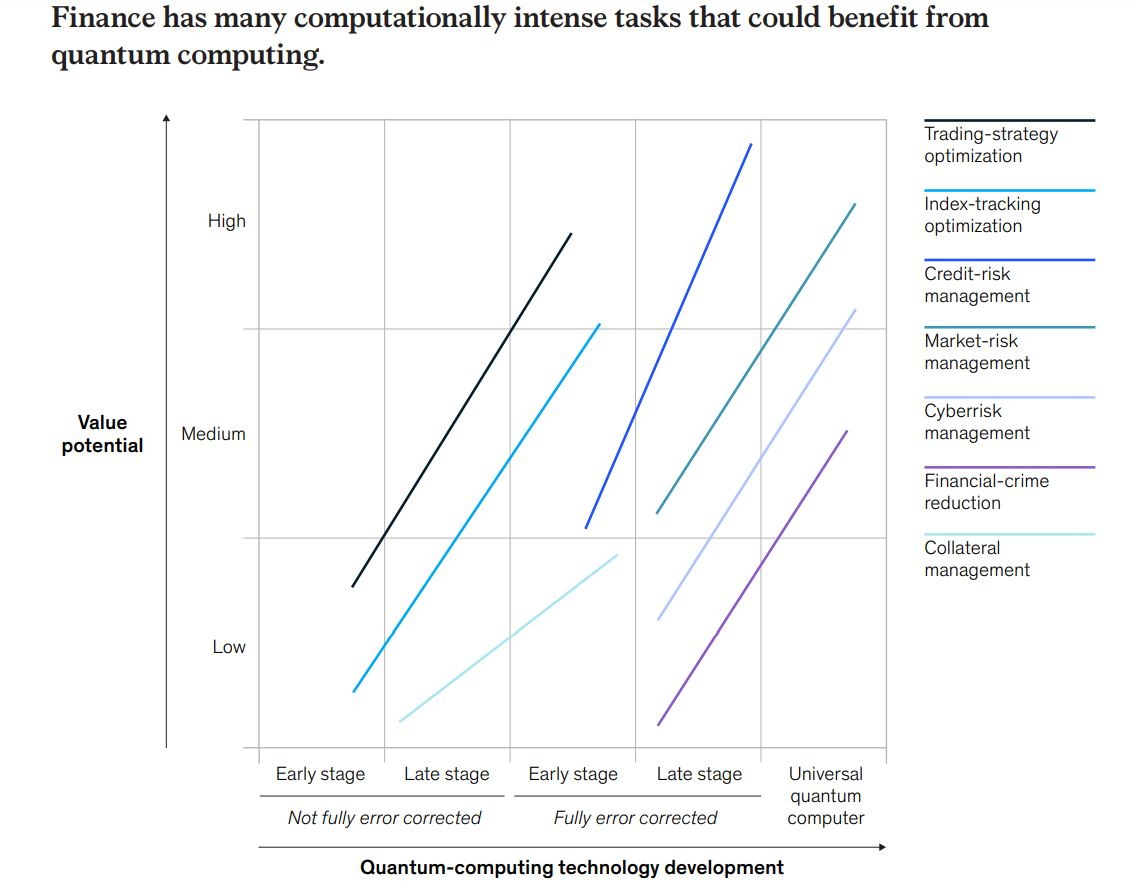 Finance has many computationally intense tasks that could benefit from
quantum computing.
High
Medium
Low
Value
potential
Early stage
Late stage
Early stage
Late stage
Universal
quantum
computer
Not fully error corrected
Fully error corrected
Quantum-computing technology development
Trading-strategy
optimization
Index-tracking
optimization
Credit-risk
management
Market-risk
management
Cyberrisk
management
Financial-crime
reduction
Collateral
management